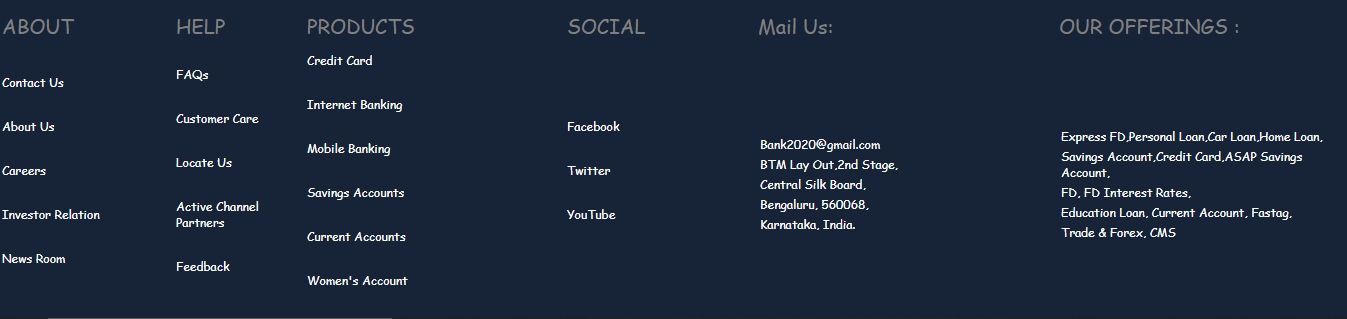 ABOUT
Contact Us
About Us
Careers
Investor Relation
News Room
HELP
FAQs
Customer Care
Locate Us
Active Channel
Partners
Feedback
PRODUCTS
Credit Card
Internet Banking
Mobile Banking
Savings Accounts
Current Accounts
Women's Account
SOCIAL
Facebook
Twitter
YouTube
Mail Us:
Bank2020@gmail.com
BTM Lay Out,2nd Stage,
Central Silk Board,
Bengaluru, 560068,
Karnataka, India.
OUR OFFERINGS :
Express FD,Personal Loan,Car Loan,Home Loan,
Savings Account,Credit Card,ASAP Savings
Account,
FD, FD Interest Rates,
Education Loan, Current Account, Fastag,
Trade & Forex, CMS